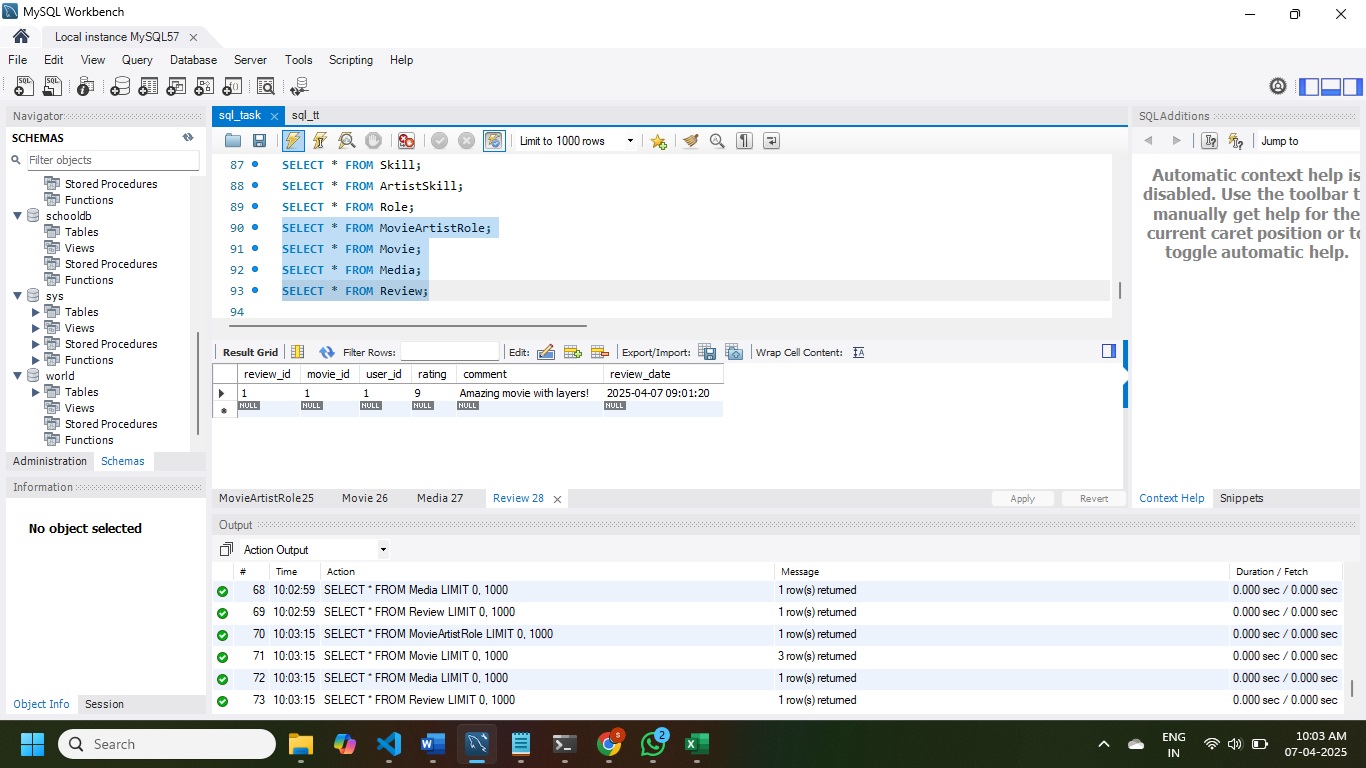 MySQL Workbench
Local instance MySQL57
File Edit View Query Database Server Tools Scripting Help
Navigator
SCHEMAS
Filter objects
Stored Procedures
Functions
schooldb
Tables
Views
Stored Procedures
Functions
sys
Tables
Views
Stored Procedures
Functions
world
Tables
Views
Stored Procedures
Functions
Administration Schemas
Information
No object selected
Object Info Session
sql_task sql_tt
Limit to 1000 rows
87 SELECT * FROM Skill;
88 SELECT * FROM ArtistSkill;
89 SELECT * FROM Role;
90 SELECT * FROM MovieArtistRole;
91 SELECT * FROM Movie;
92 SELECT * FROM Media;
93 SELECT * FROM Review;
94
Result Grid Filter Rows: Edit: Export/Import: Wrap Cell Content:
review_id movie_id user_id rating comment review_date
1 1 1 9 Amazing movie with layers! 2025-04-07 09:01:20
NULL NULL NULL NULL NULL NULL
MovieArtistRole25 Movie 26 Media 27 Review 28 Apply Revert
SQLAdditions
Jump to
Automatic context help is
disabled. Use the toolbar t
manually get help for the
current caret position or to
toggle automatic help.
Context Help Snippets
Output
Action Output
# Time Action Message Duration / Fetch
68 10:02:59 SELECT * FROM Media LIMIT 0, 1000 1 row(s) returned 0.000 sec / 0.000 sec
69 10:02:59 SELECT * FROM Review LIMIT 0, 1000 1 row(s) returned 0.000 sec / 0.000 sec
70 10:03:15 SELECT * FROM MovieArtistRole LIMIT 0, 1000 1 row(s) returned 0.000 sec / 0.000 sec
71 10:03:15 SELECT * FROM Movie LIMIT 0, 1000 3 row(s) returned 0.000 sec / 0.000 sec
72 10:03:15 SELECT * FROM Media LIMIT 0, 1000 1 row(s) returned 0.000 sec / 0.000 sec
73 10:03:15 SELECT * FROM Review LIMIT 0, 1000 1 row(s) returned 0.000 sec / 0.000 sec
Search
ENG
IN
10:03 AM
07-04-2025